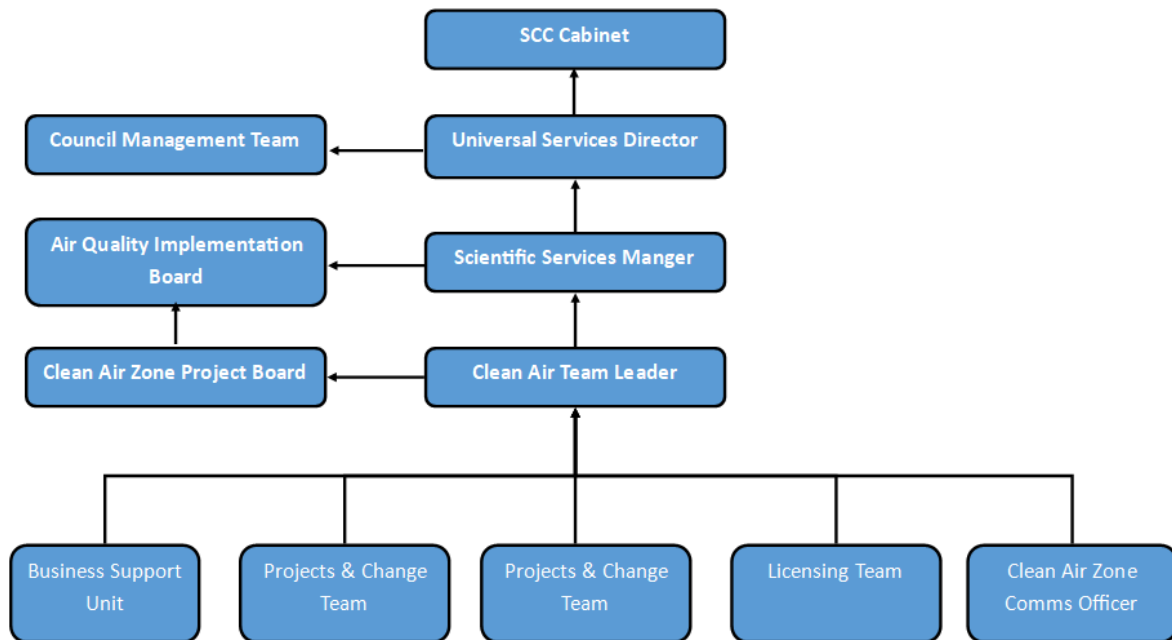 SCC Cabinet
Council Management Team
Universal Services Director
Air Quality Implementation
Board
Scientific Services Manger
Clean Air Zone Project Board
Clean Air Team Leader
Business Support
Unit
Projects & Change
Team
Projects & Change
Team
Licensing Team
Clean Air Zone
Comms Officer